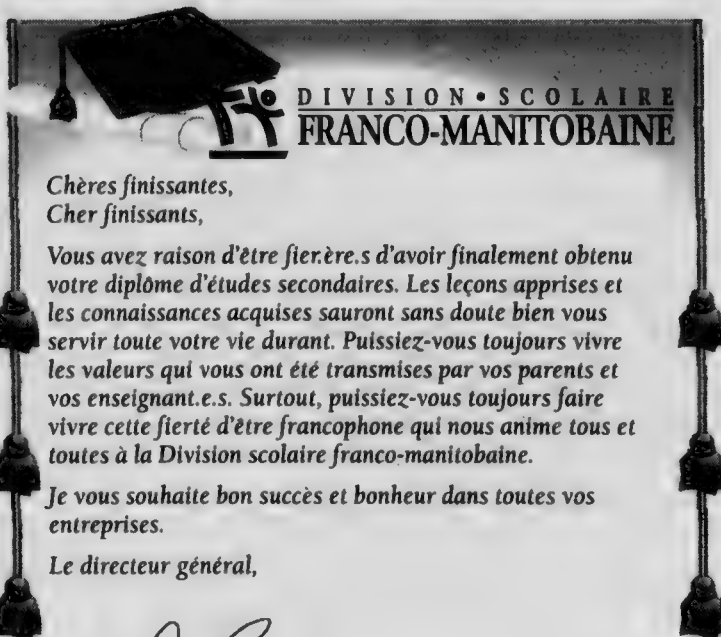 DIVISION • SCOLAIRE
FRANCO-MANITOBAINE
Chères finissantes,
Cher finissants,
Vous avez raison d'être fier.ère.s d'avoir finalement obtenu
votre diplôme d'études secondaires. Les leçons apprises et
les connaissances acquises sauront sans doute bien vous
servir toute votre vie durant. Puissiez-vous toujours vivre
les valeurs qui vous ont été transmises par vos parents et
vos enseignant.e.s. Surtout, puissiez-vous toujours faire
vivre cette fierté d'être francophone qui nous anime tous et
toutes à la Division scolaire franco-manitobaine.
Je vous souhaite bon succès et bonheur dans toutes vos
entreprises.
Le directeur général,